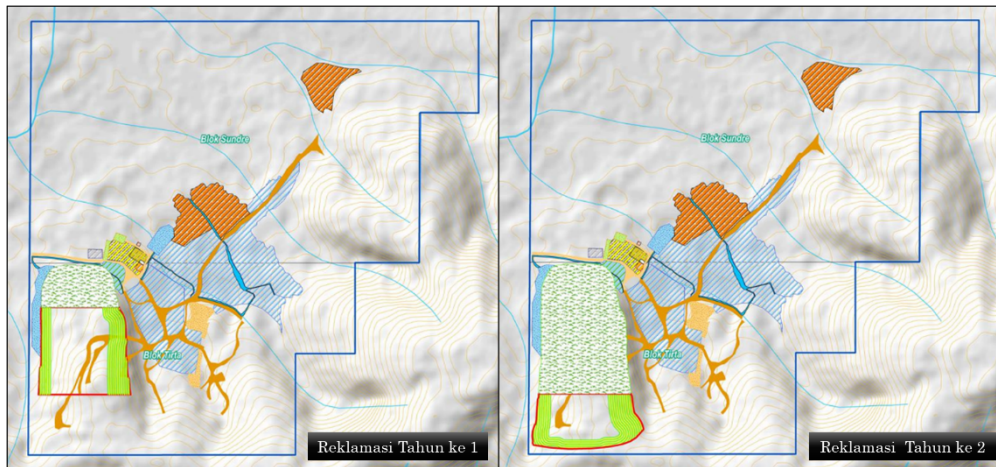 Blok Sundre
Blok Tirta
Reklamasi Tahun ke 1
Blok Sundre
Blok Tirta
Reklamasi Tahun ke 2